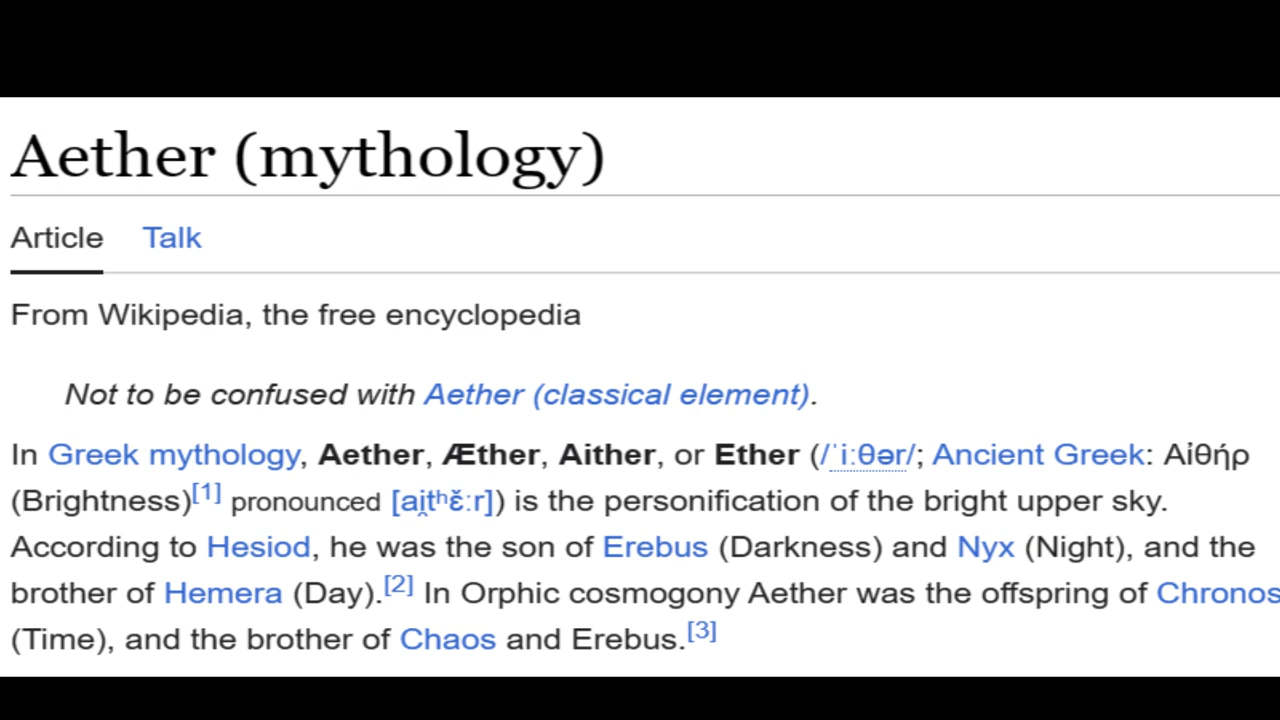 Aether (mythology)
Article Talk
From Wikipedia, the free encyclopedia
Not to be confused with Aether (classical element).
In Greek mythology, Aether, Æther, Aither, or Ether (/ˈiːθər/; Ancient Greek: Αἰθήρ
(Brightness)[1] pronounced [ai̯tʰɛ̌ːr]) is the personification of the bright upper sky.
According to Hesiod, he was the son of Erebus (Darkness) and Nyx (Night), and the
brother of Hemera (Day).[2] In Orphic cosmogony Aether was the offspring of Chronos
(Time), and the brother of Chaos and Erebus.[3]